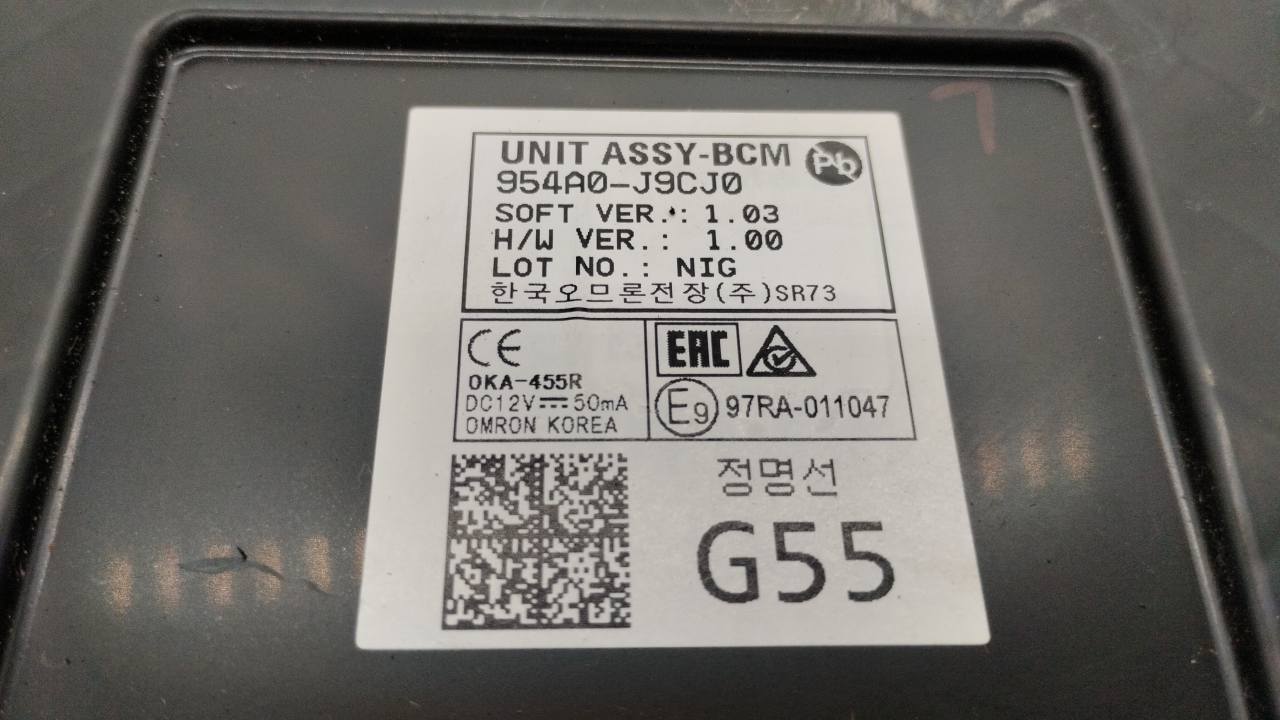 UNIT ASSY-BCM
Pb
954A0-J9CJ0
SOFT VER.: 1.03
H/W VER.: 1.00
LOT NO.: NIG
한국오므론전장(주)SR73
CE
OKA-455R
DC12V 50mA
OMRON KOREA
EAC
E9 97RA-011047
정명선
G55